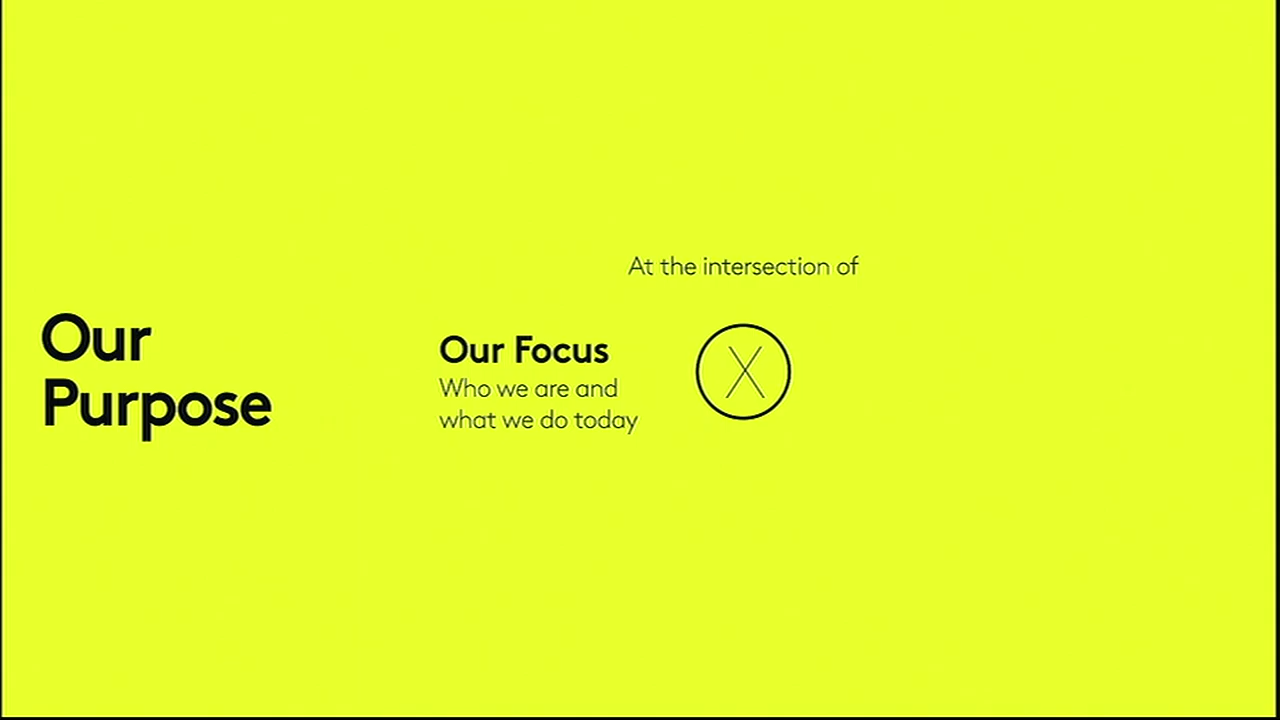 At the intersection of
Our
Purpose
Our Focus
Who we are and
what we do today
X